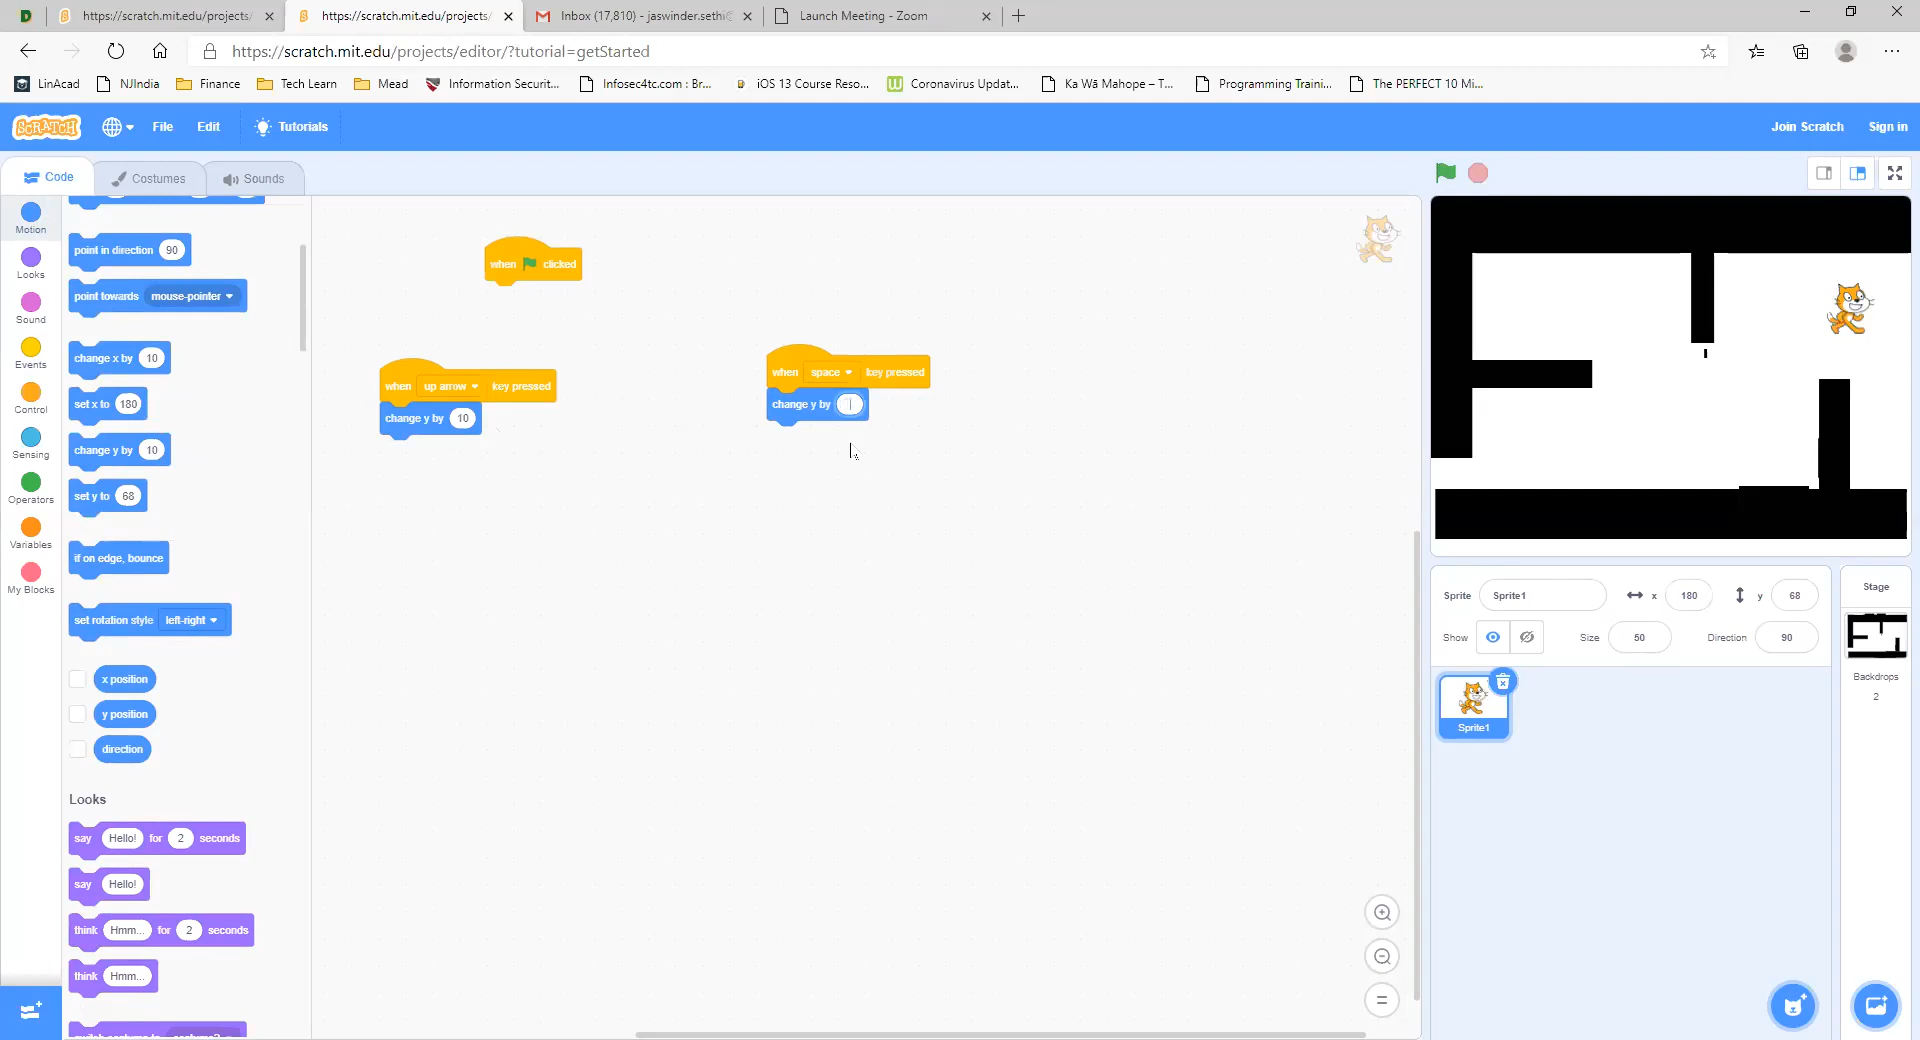 https://scratch.mit.edu/projects/
https://scratch.mit.edu/projects/
Inbox (17,810) - jaswinder.sethi@
Launch Meeting - Zoom
https://scratch.mit.edu/projects/editor/?tutorial=getStarted
LinAcad
NJIndia
Finance
Tech Learn
Mead
Information Securit...
Infosec4tc.com : Br...
iOS 13 Course Reso...
Coronavirus Updat...
Ka Wā Mahope – T...
Programming Traini...
The PERFECT 10 Mi...
SCRATCH
File
Edit
Tutorials
Join Scratch
Sign in
Code
Costumes
Sounds
Motion
Looks
Sound
Events
Control
Sensing
Operators
Variables
My Blocks
point in direction 90
point towards mouse-pointer
change x by 10
set x to 180
change y by 10
set y to 68
if on edge, bounce
set rotation style left-right
x position
y position
direction
Looks
say Hello! for 2 seconds
say Hello!
think Hmm... for 2 seconds
think Hmm...
when clicked
when up arrow key pressed
change y by 10
when space key pressed
change y by
Sprite Sprite1 x 180 y 68
Show Size 50 Direction 90
Sprite1
Stage
Backdrops
2